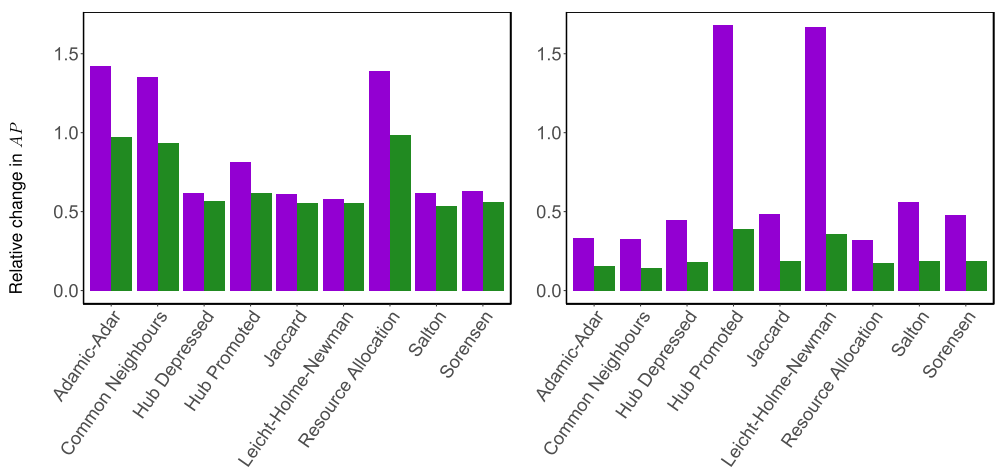 Relative change in AP
1.5
1.0
0.5
0.0
Adamic-Adar
Common Neighbours
Hub Depressed
Hub Promoted
Jaccard
Leicht-Holme-Newman
Resource Allocation
Salton
Sorensen
1.5
1.0
0.5
0.0
Adamic-Adar
Common Neighbours
Hub Depressed
Hub Promoted
Jaccard
Leicht-Holme-Newman
Resource Allocation
Salton
Sorensen